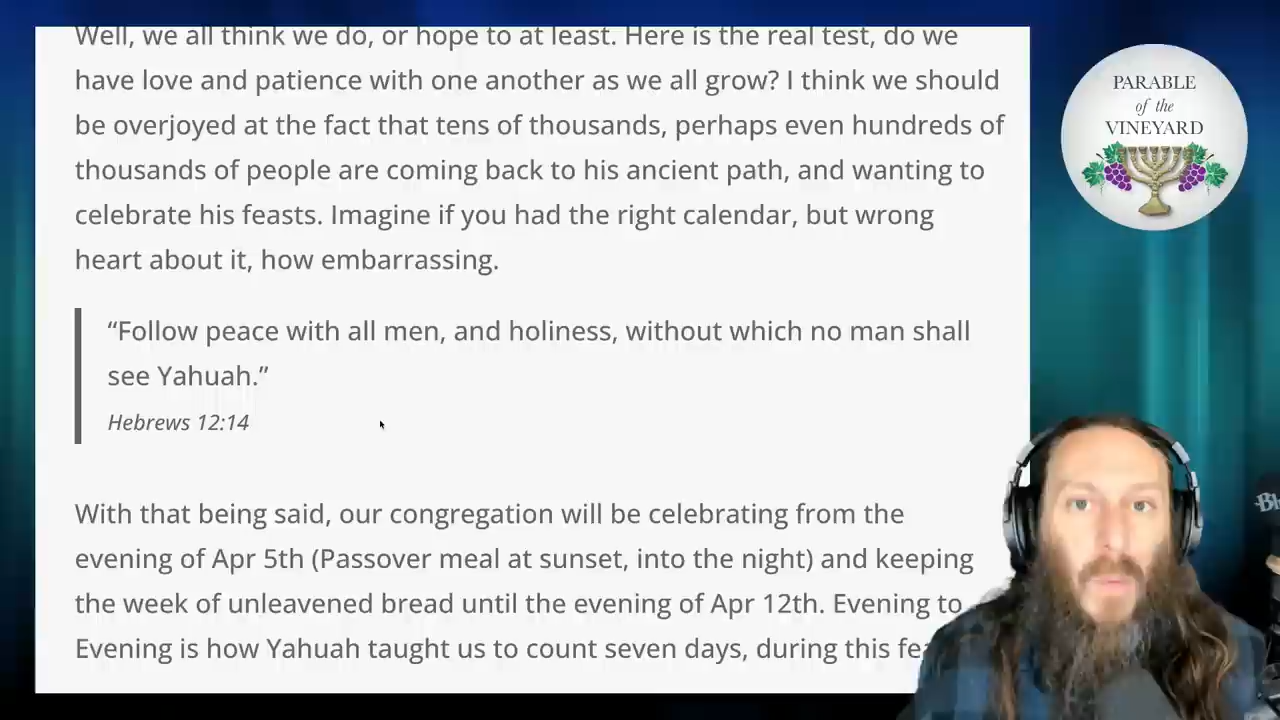 Well, we all think we do, or hope to at least. Here is the real test, do we
have love and patience with one another as we all grow? I think we should
be overjoyed at the fact that tens of thousands, perhaps even hundreds of
thousands of people are coming back to his ancient path, and wanting to
celebrate his feasts. Imagine if you had the right calendar, but wrong
heart about it, how embarrassing.
“Follow peace with all men, and holiness, without which no man shall
see Yahuah.”
Hebrews 12:14
With that being said, our congregation will be celebrating from the
evening of Apr 5th (Passover meal at sunset, into the night) and keeping
the week of unleavened bread until the evening of Apr 12th. Evening to
Evening is how Yahuah taught us to count seven days, during this
PARABLE
of the
VINEYARD